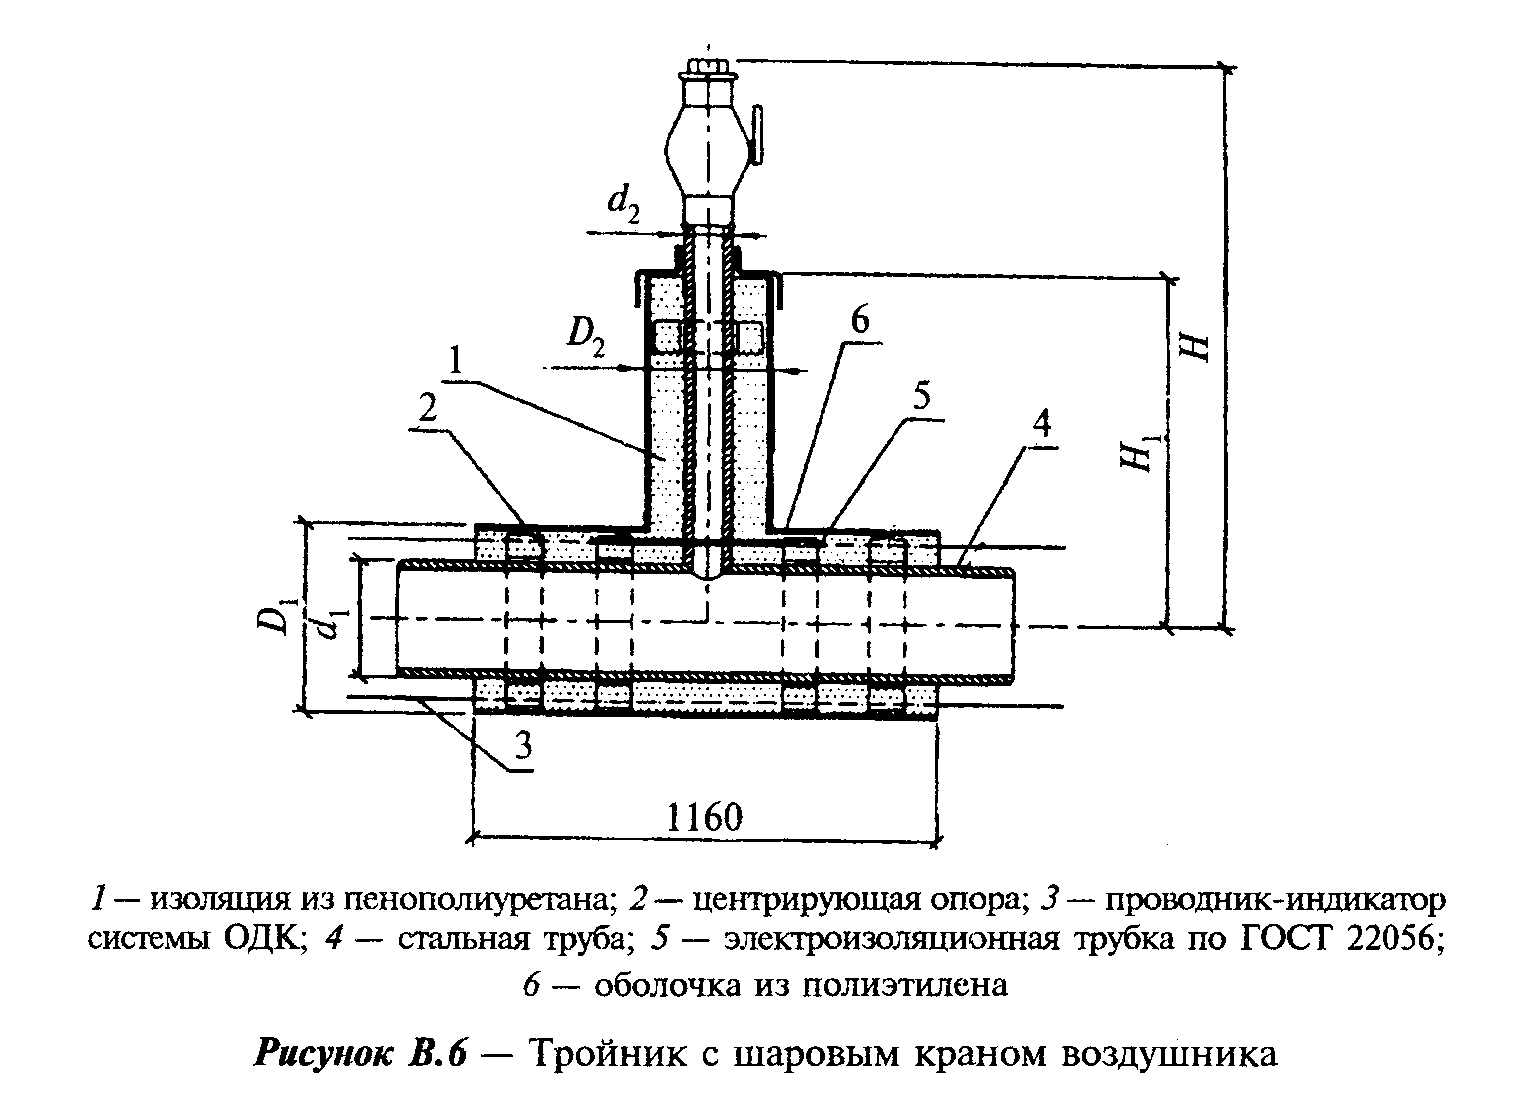 d₂
D₂
6
H
1
5
2
4
H₁
D₁
d₁
3
1160
1 — изоляция из пенополиуретана; 2 — центрирующая опора; 3 — проводник-индикатор
системы ОДК; 4 — стальная труба; 5 — электроизоляционная трубка по ГОСТ 22056;
6 — оболочка из полиэтилена
Рисунок В.6 — Тройник с шаровым краном воздушника